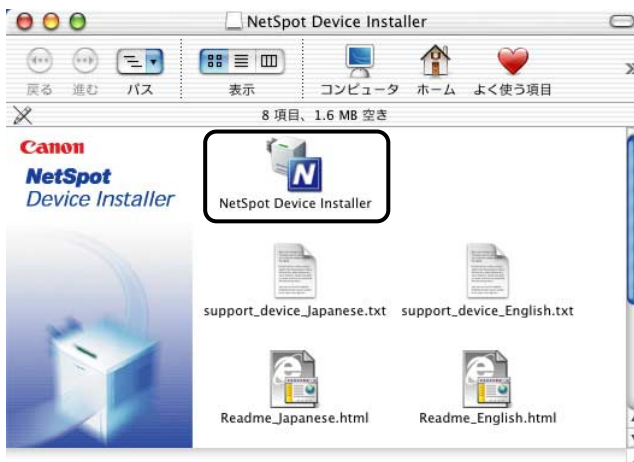 NetSpot Device Installer
戻る 進む パス 表示 コンピュータ ホーム よく使う項目
8 項目、1.6 MB 空き
Canon
NetSpot
Device Installer
N
NetSpot Device Installer
support_device_Japanese.txt support_device_English.txt
Readme_Japanese.html Readme_English.html